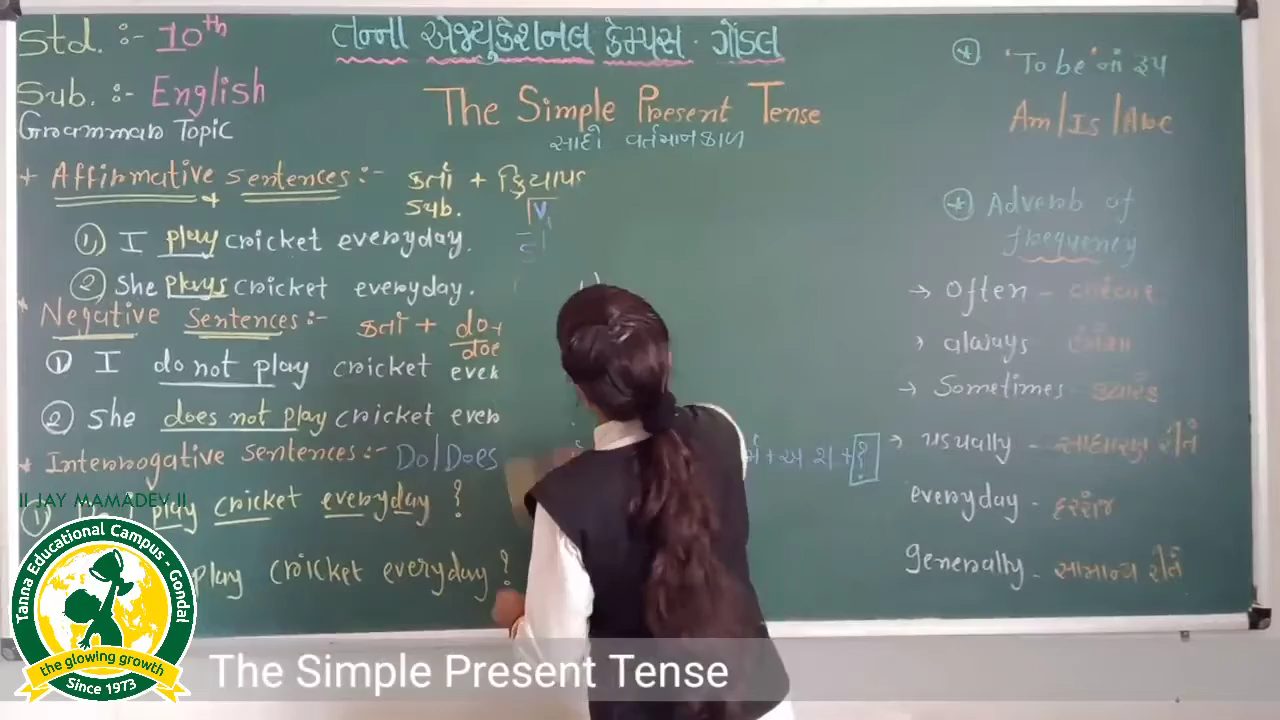 Std. :- 10th
Sub. :- English
Grammar Topic
તન્ના એજ્યુકેશનલ કેમ્પસ - ગોંડલ
The Simple Present Tense
સાદો વર્તમાનકાળ
+ Affirmative sentences :- કર્તા + ક્રિયાપ
Sub. V1
① I play cricket everyday.
② She plays cricket everyday.
* Negative Sentences :- કર્તા + do+
doe
① I do not play cricket ever
② She does not play cricket ever
* Interrogative sentences :- Do/Does + અ શ + ?
① play cricket everyday ?
play cricket everyday ?
* 'To be' નાં રૂપ
Am/Is/Are
* Adverb of
frequency
→ Often -
→ always -
→ Sometimes - ક્યારેક
→ usually - સાધારણ રીતે
everyday - દરરોજ
generally - સામાન્ય રીતે
II JAY MAMADEV II
Tanna Educational Campus - Gondal
the glowing growth
Since 1973
The Simple Present Tense